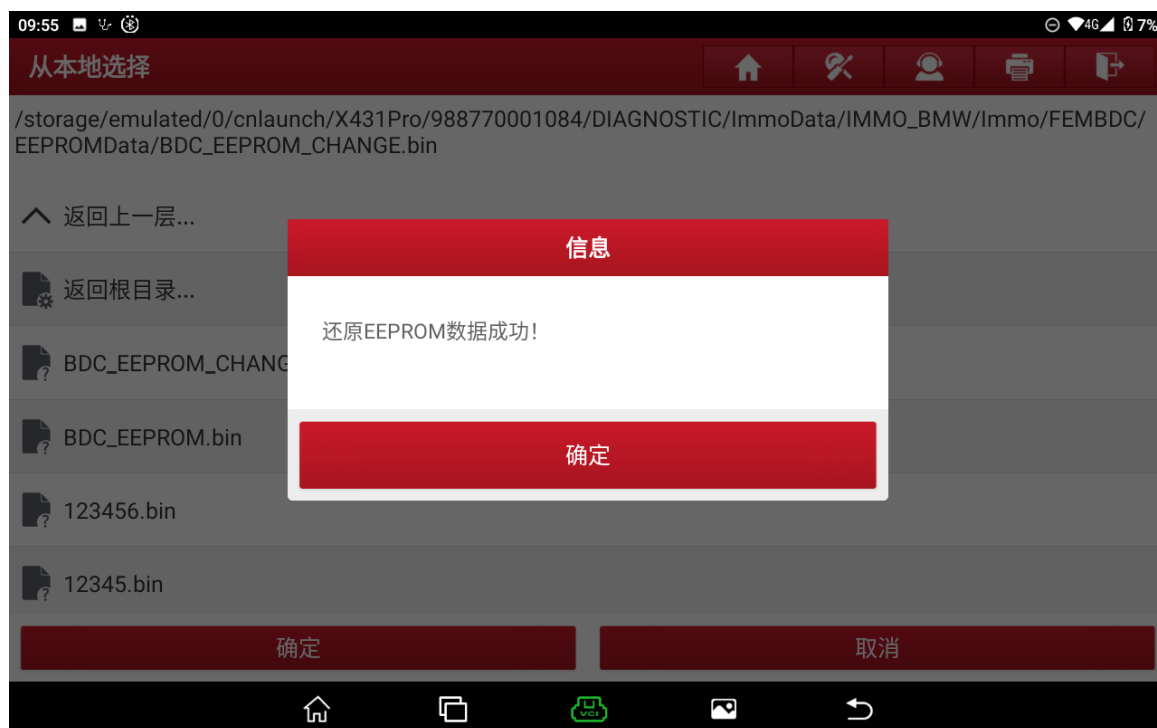 09:55
4G
7%
从本地选择
/storage/emulated/0/cnlaunch/X431Pro/988770001084/DIAGNOSTIC/ImmoData/IMMO_BMW/Immo/FEMBDC/
EEPROMData/BDC_EEPROM_CHANGE.bin
返回上一层...
返回根目录...
BDC_EEPROM_CHANG
BDC_EEPROM.bin
123456.bin
12345.bin
信息
还原EEPROM数据成功!
确定
确定
取消
VCI